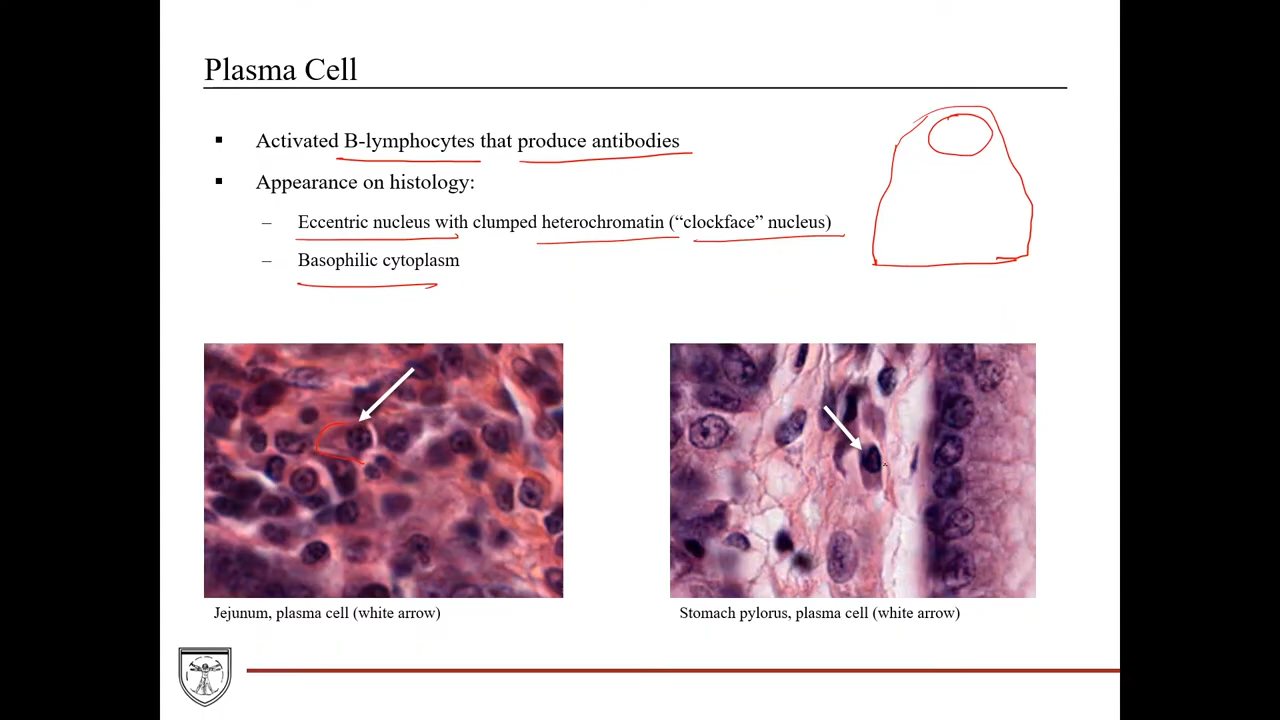 Plasma Cell
▪ Activated B-lymphocytes that produce antibodies
▪ Appearance on histology:
– Eccentric nucleus with clumped heterochromatin (“clockface” nucleus)
– Basophilic cytoplasm
Jejunum, plasma cell (white arrow)
Stomach pylorus, plasma cell (white arrow)